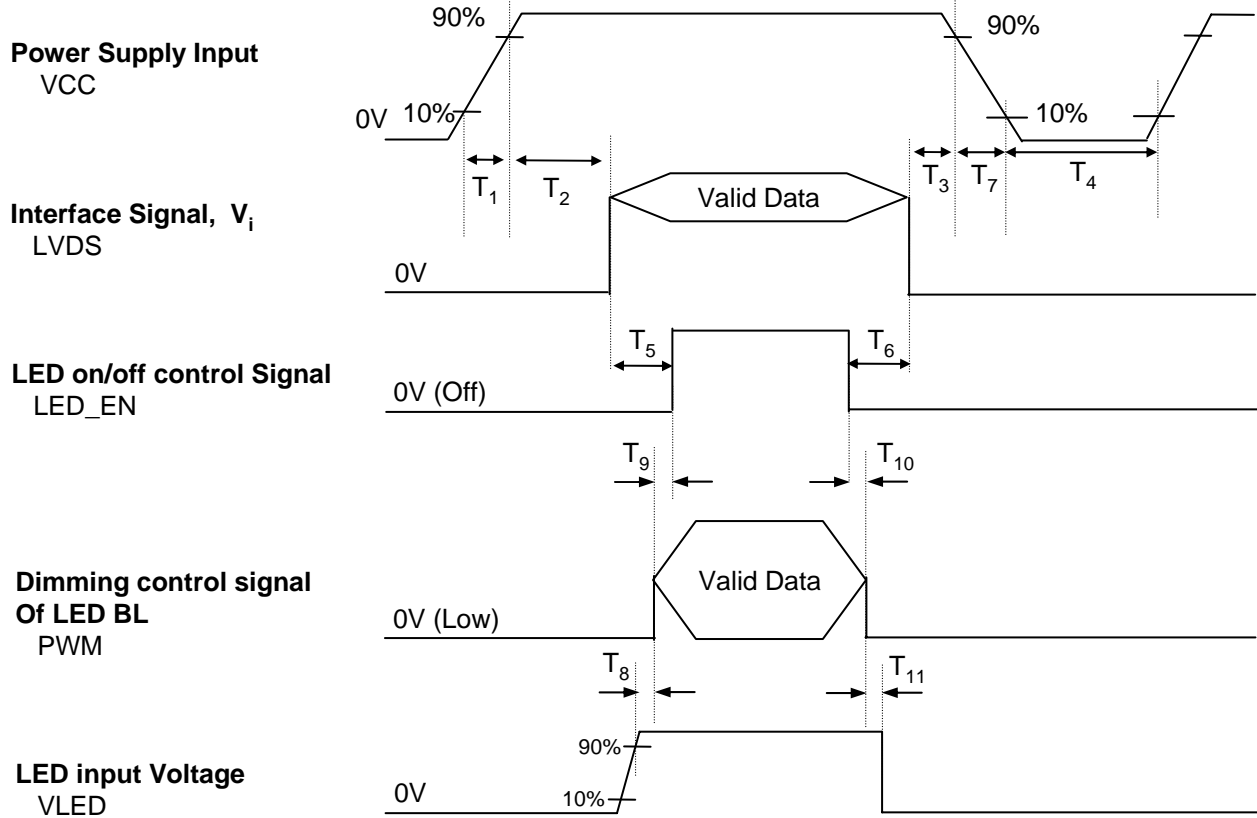 90%
90%
Power Supply Input
VCC
0V 10%
10%
T1 T2 T3 T7 T4
Valid Data
Interface Signal, Vi
LVDS
0V
T5 T6
LED on/off control Signal
LED_EN
0V (Off)
T9 T10
Dimming control signal
Of LED BL
PWM
Valid Data
0V (Low)
T8 T11
90%
LED input Voltage
VLED
0V
10%